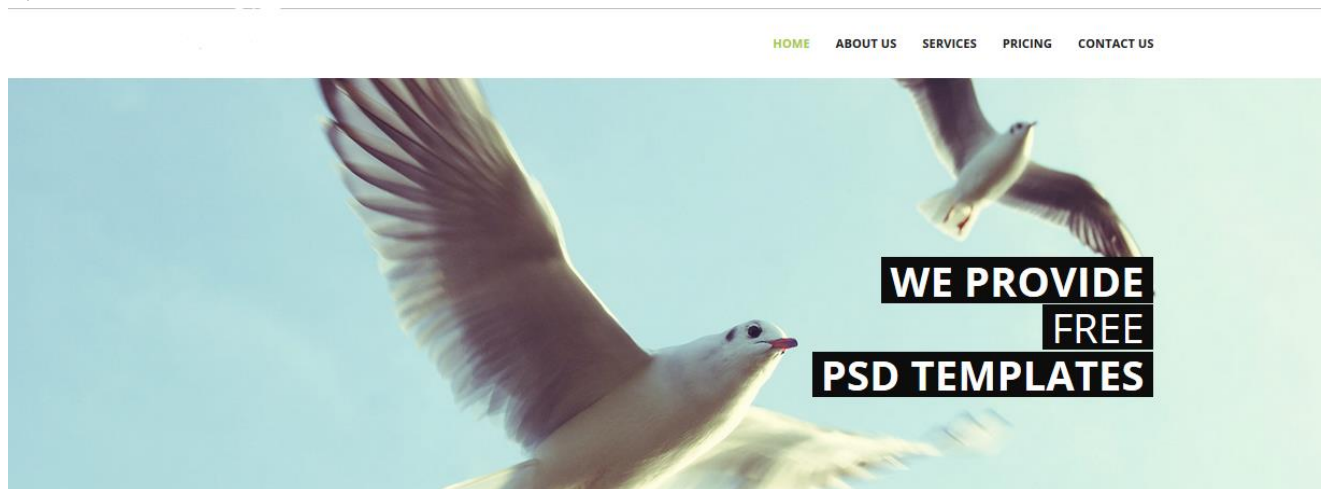 HOME ABOUT US SERVICES PRICING CONTACT US
WE PROVIDE
FREE
PSD TEMPLATES